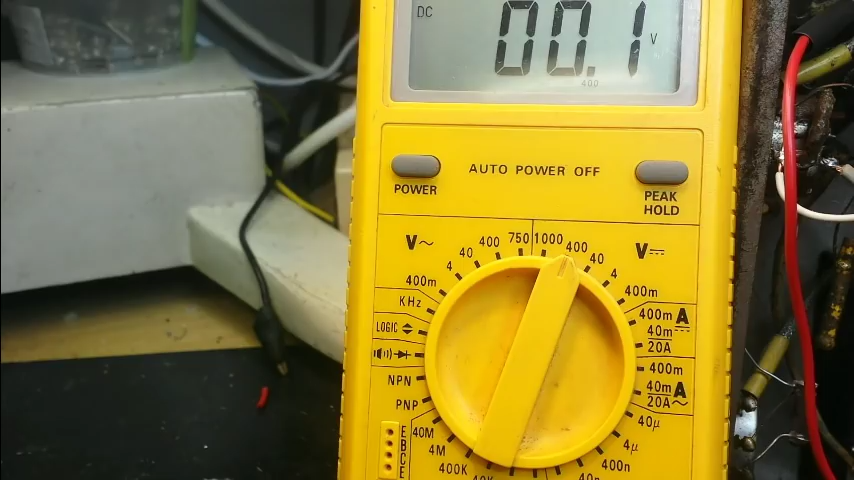 DC
00.1 V
400
AUTO POWER OFF
POWER
PEAK
HOLD
V~
V⎓
750
1000
400
400
40
40
4
4
400m
400m
KHz
400m A
40m
20A
LOGIC
400m
40m A
20A~
NPN
PNP
40µ
4µ
400n
40n
40M
4M
400K
E
B
C
E